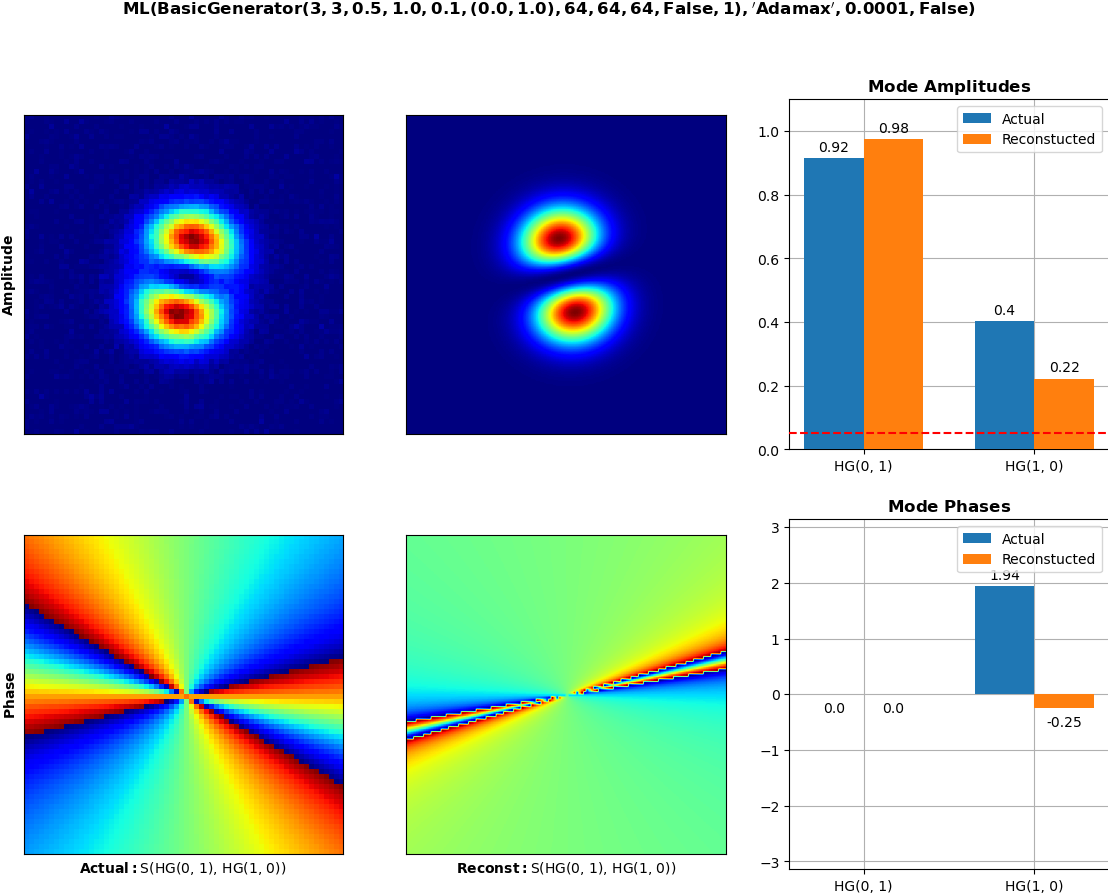 ML(BasicGenerator(3, 3, 0.5, 1.0, 0.1, (0.0, 1.0), 64, 64, 64, False, 1), ′Adamax′, 0.0001, False)
Amplitude
Mode Amplitudes
Actual
Reconstucted
1.0
0.8
0.6
0.4
0.2
0.0
0.92
0.98
0.4
0.22
HG(0, 1)
HG(1, 0)
Phase
Actual: S(HG(0, 1), HG(1, 0))
Reconst: S(HG(0, 1), HG(1, 0))
Mode Phases
Actual
Reconstucted
3
2
1
0
−1
−2
−3
0.0
0.0
1.94
-0.25
HG(0, 1)
HG(1, 0)